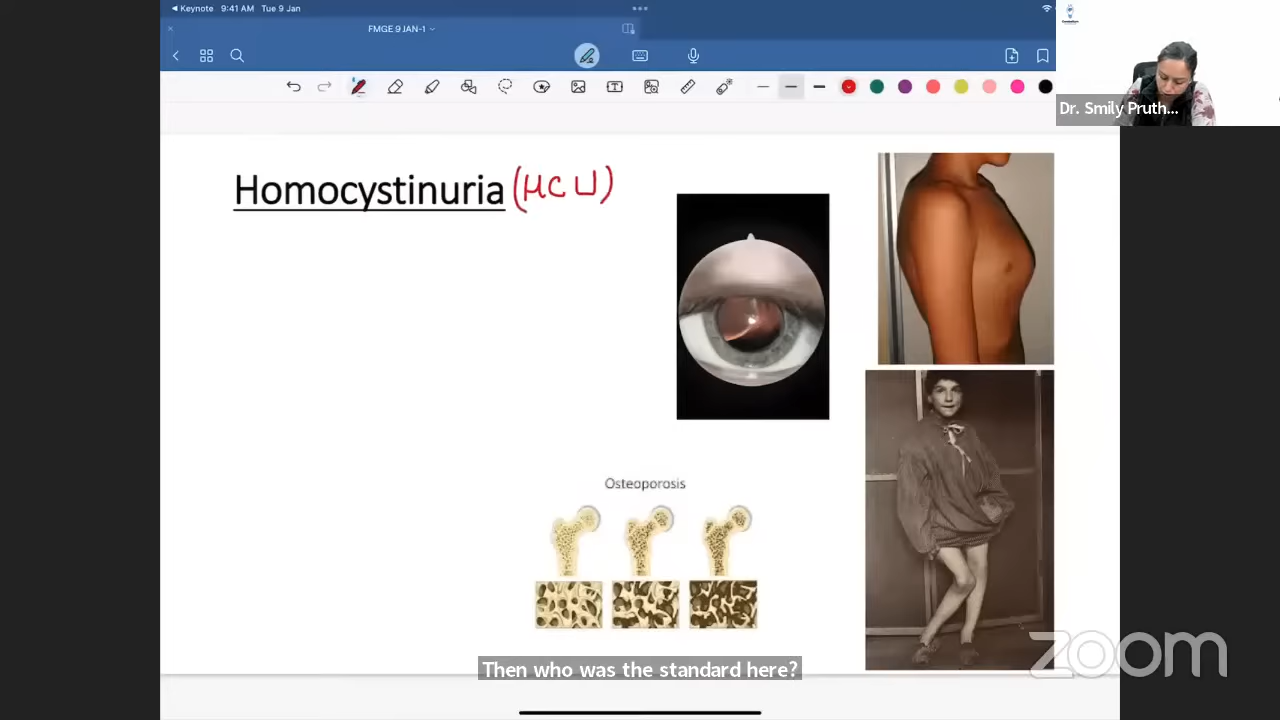 Keynote 9:41 AM Tue 9 Jan
FMGE 9 JAN-1
Dr. Smily Pruth...
Homocystinuria (HCU)
Osteoporosis
Then who was the standard here?
zoom